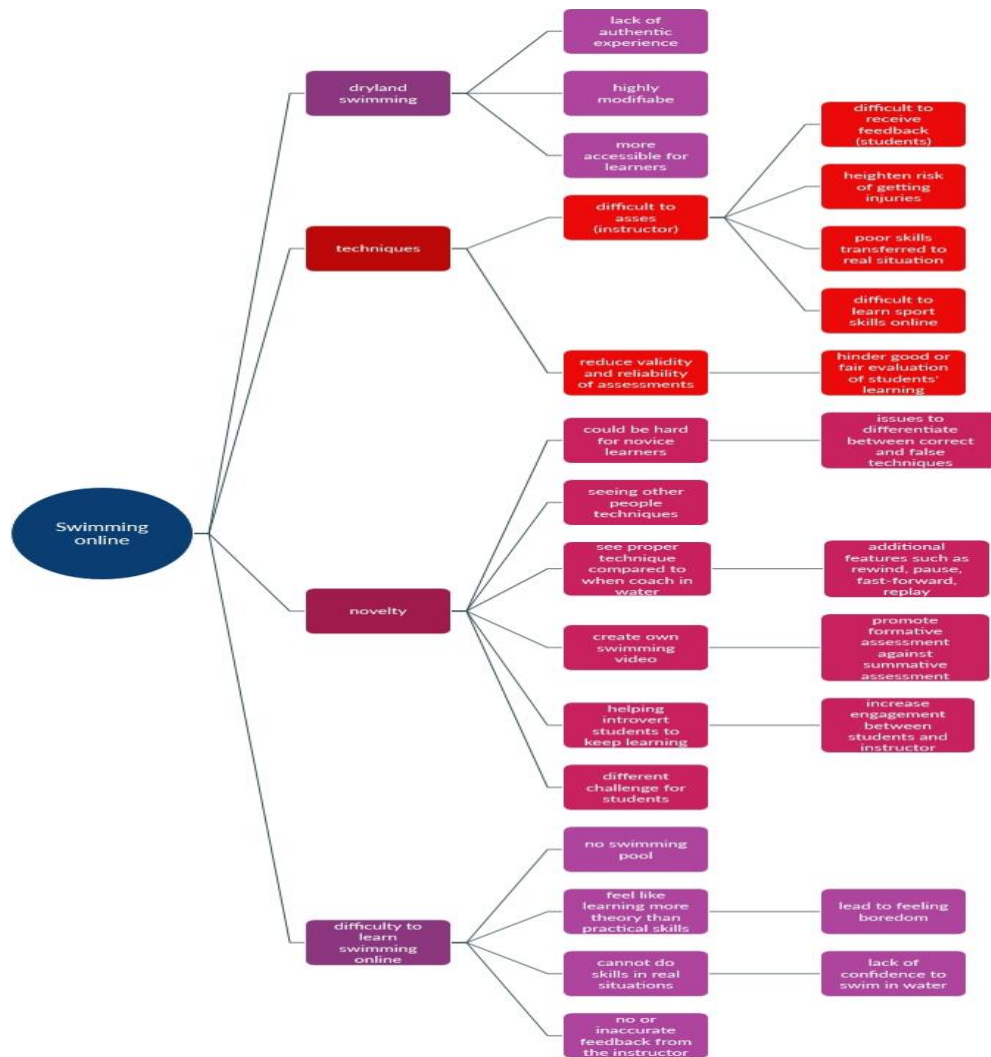 Swimming
online
dryland
swimming
lack of
authentic
experience
highly
modifiabe
more
accessible for
learners
techniques
difficult to
asses
(instructor)
difficult to
receive
feedback
(students)
heighten risk
of getting
injuries
poor skills
transferred to
real situation
difficult to
learn sport
skills online
reduce validity
and reliability
of assessments
hinder good or
fair evaluation
of students'
learning
novelty
could be hard
for novice
learners
issues to
differentiate
between correct
and false
techniques
seeing other
people
techniques
see proper
technique
compared to
when coach in
water
additional
features such as
rewind, pause,
fast-forward,
replay
create own
swimming
video
promote
formative
assessment
against
summative
assessment
helping
introvert
students to
keep learning
increase
engagement
between
students and
instructor
different
challenge for
students
difficulty to
learn
swimming
online
no swimming
pool
feel like
learning more
theory than
practical skills
lead to feeling
boredom
cannot do
skills in real
situations
lack of
confidence to
swim in water
no or
inaccurate
feedback from
the instructor